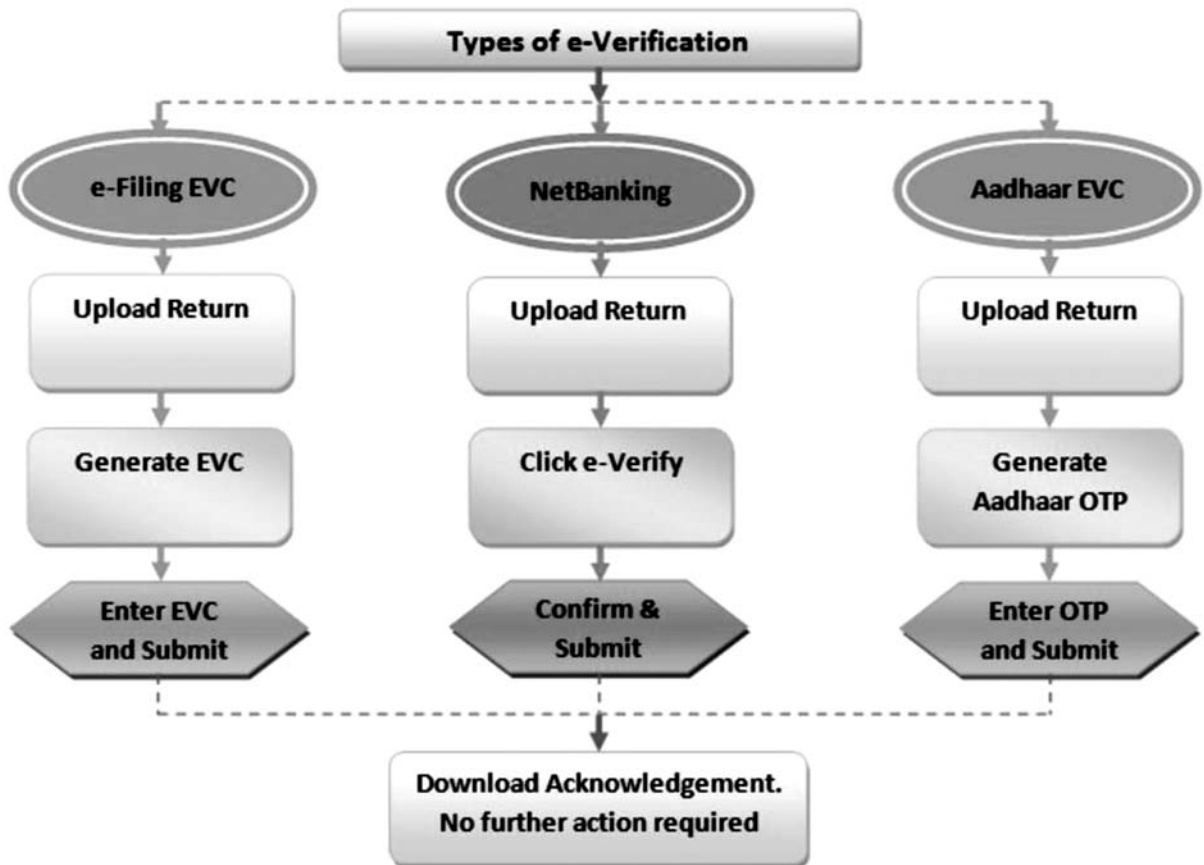 Types of e-Verification
e-Filing EVC
NetBanking
Aadhaar EVC
Upload Return
Upload Return
Upload Return
Generate EVC
Click e-Verify
Generate
Aadhaar OTP
Enter EVC
and Submit
Confirm &
Submit
Enter OTP
and Submit
Download Acknowledgement.
No further action required